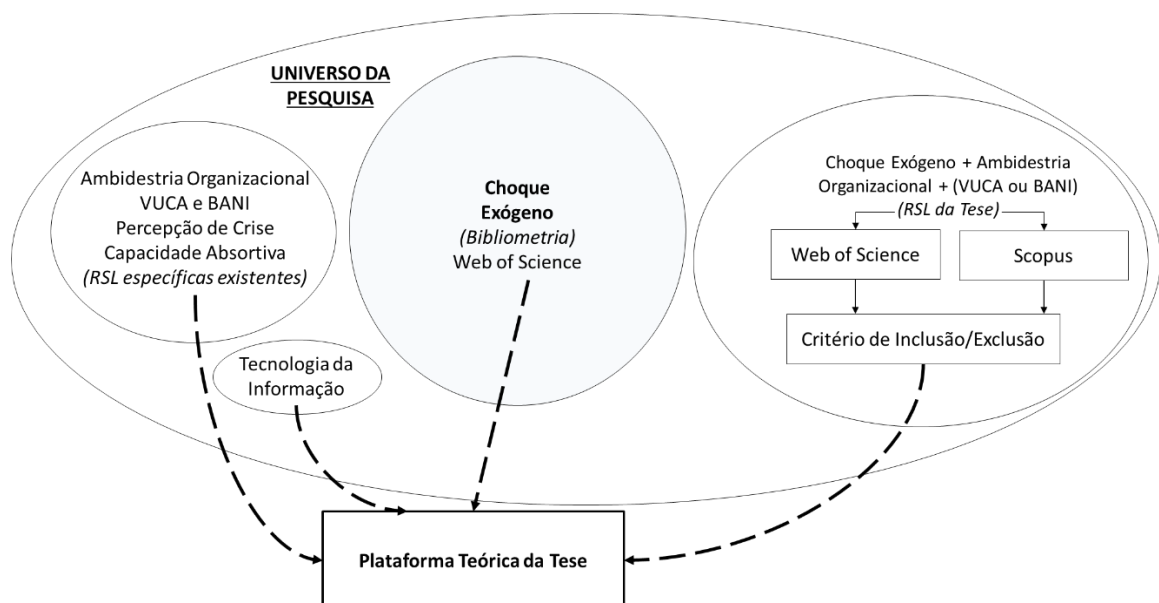 UNIVERSO DA
PESQUISA
Ambidestria Organizacional
VUCA e BANI
Percepção de Crise
Capacidade Absortiva
(RSL específicas existentes)
Tecnologia da
Informação
Choque
Exógeno
(Bibliometria)
Web of Science
Choque Exógeno + Ambidestria
Organizacional + (VUCA ou BANI)
(RSL da Tese)
Web of Science
Scopus
Critério de Inclusão/Exclusão
Plataforma Teórica da Tese